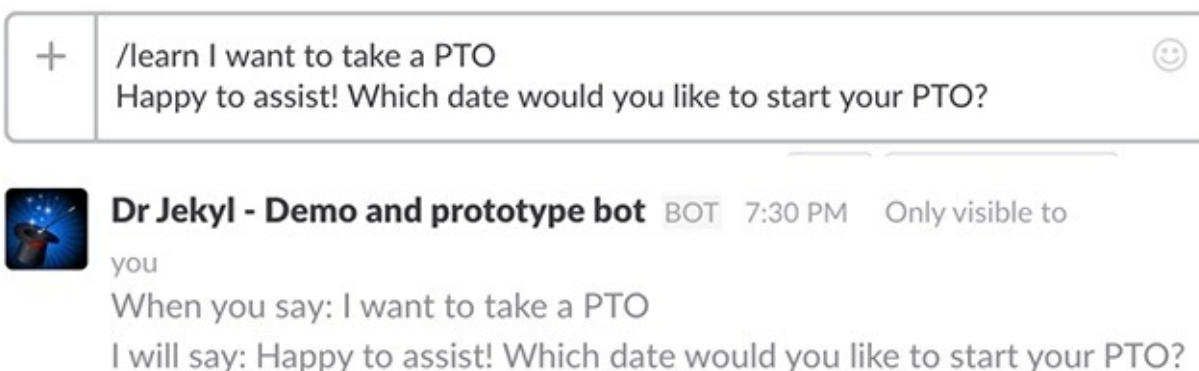 /learn I want to take a PTO
Happy to assist! Which date would you like to start your PTO?
Dr Jekyl - Demo and prototype bot BOT 7:30 PM Only visible to
you
When you say: I want to take a PTO
I will say: Happy to assist! Which date would you like to start your PTO?